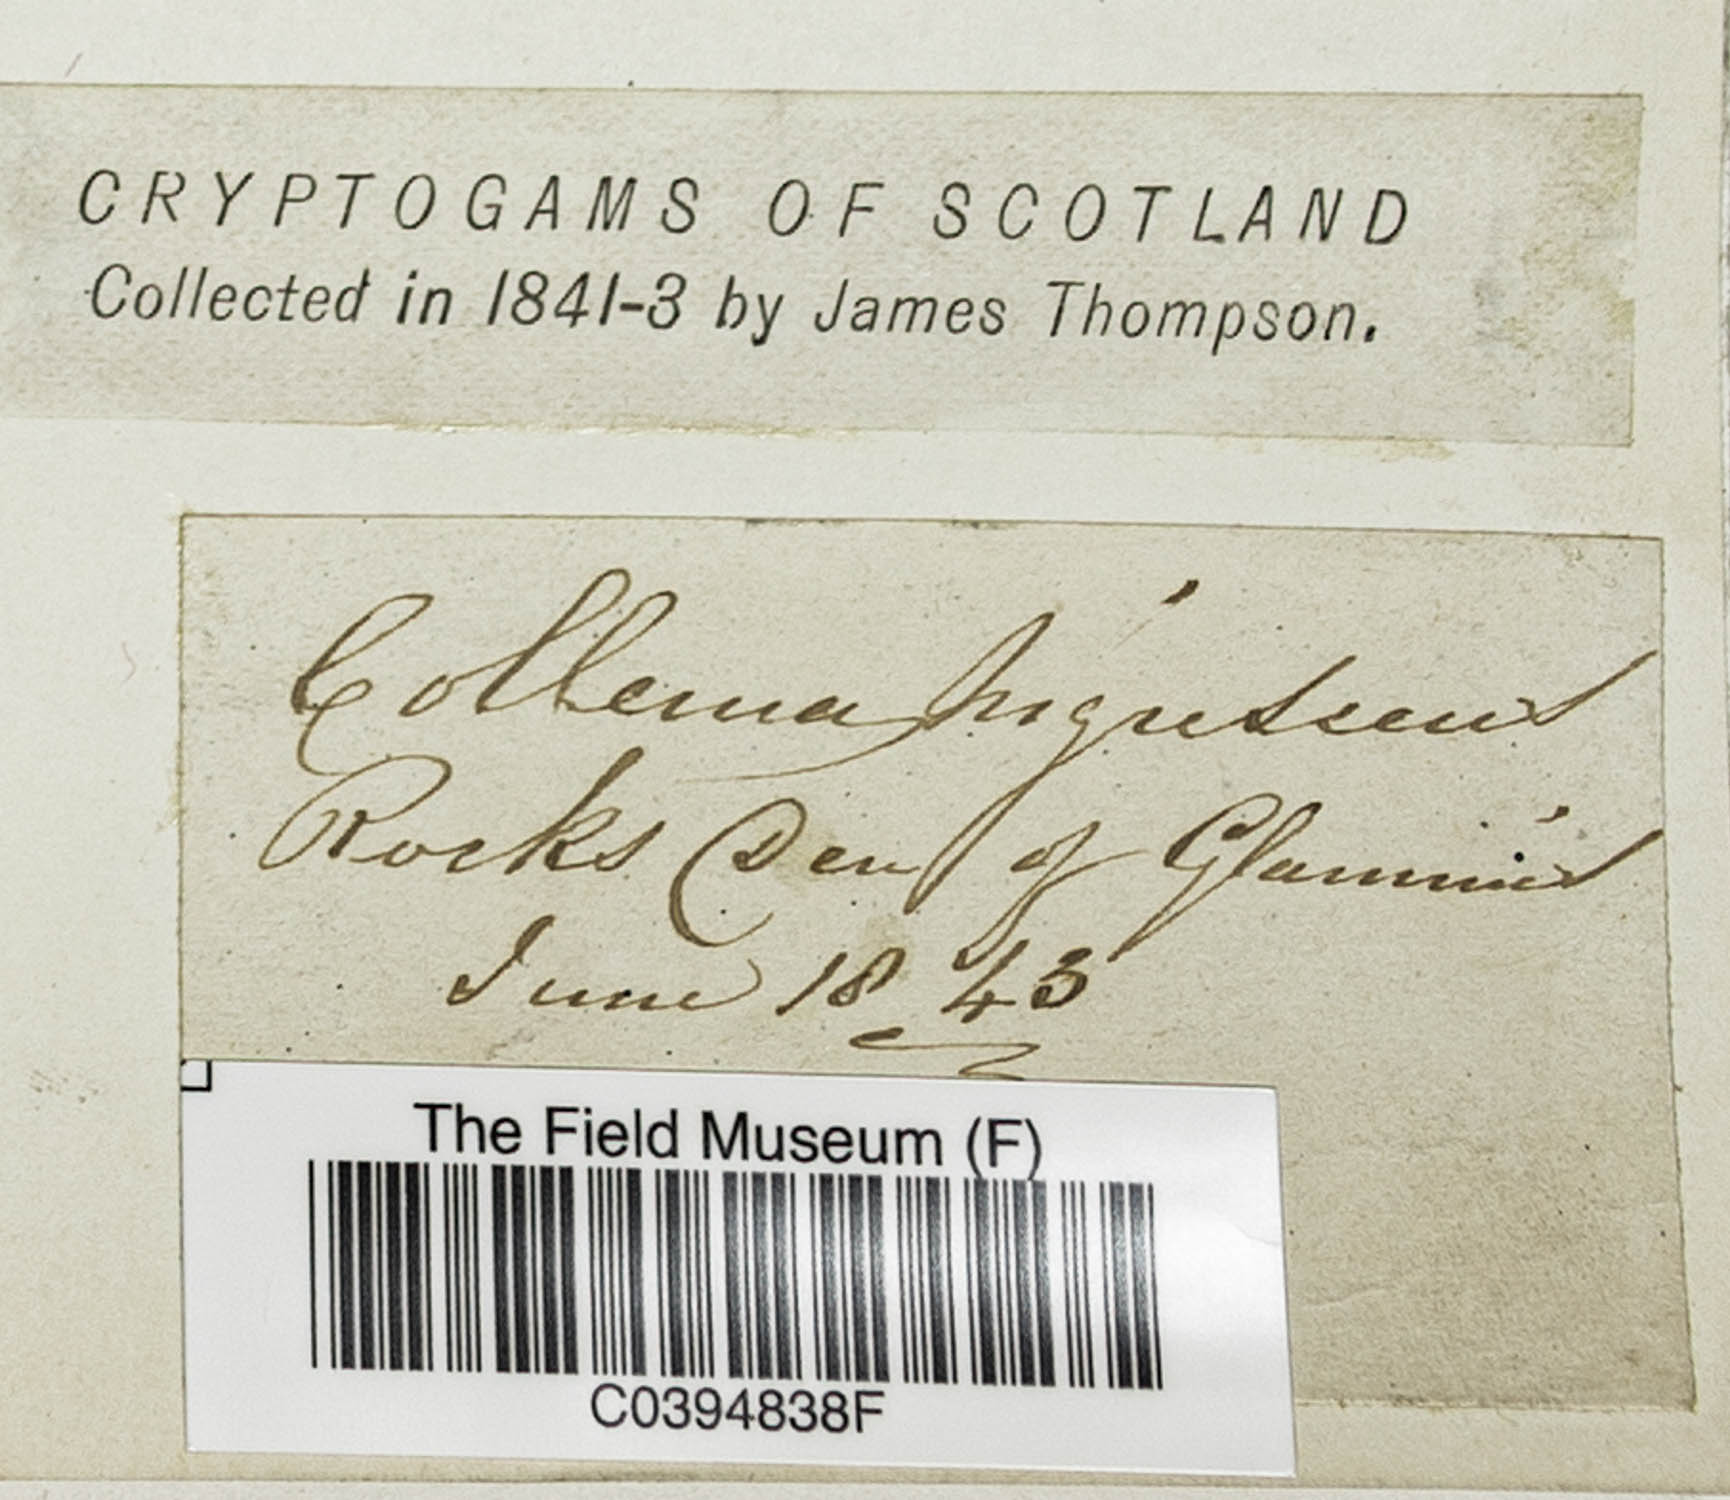 CRYPTOGAMS OF SCOTLAND
Collected in 1841-3 by James Thompson.
Collema nigrescens
Rocks Den of Glammis
June 1843
The Field Museum (F)
C0394838F